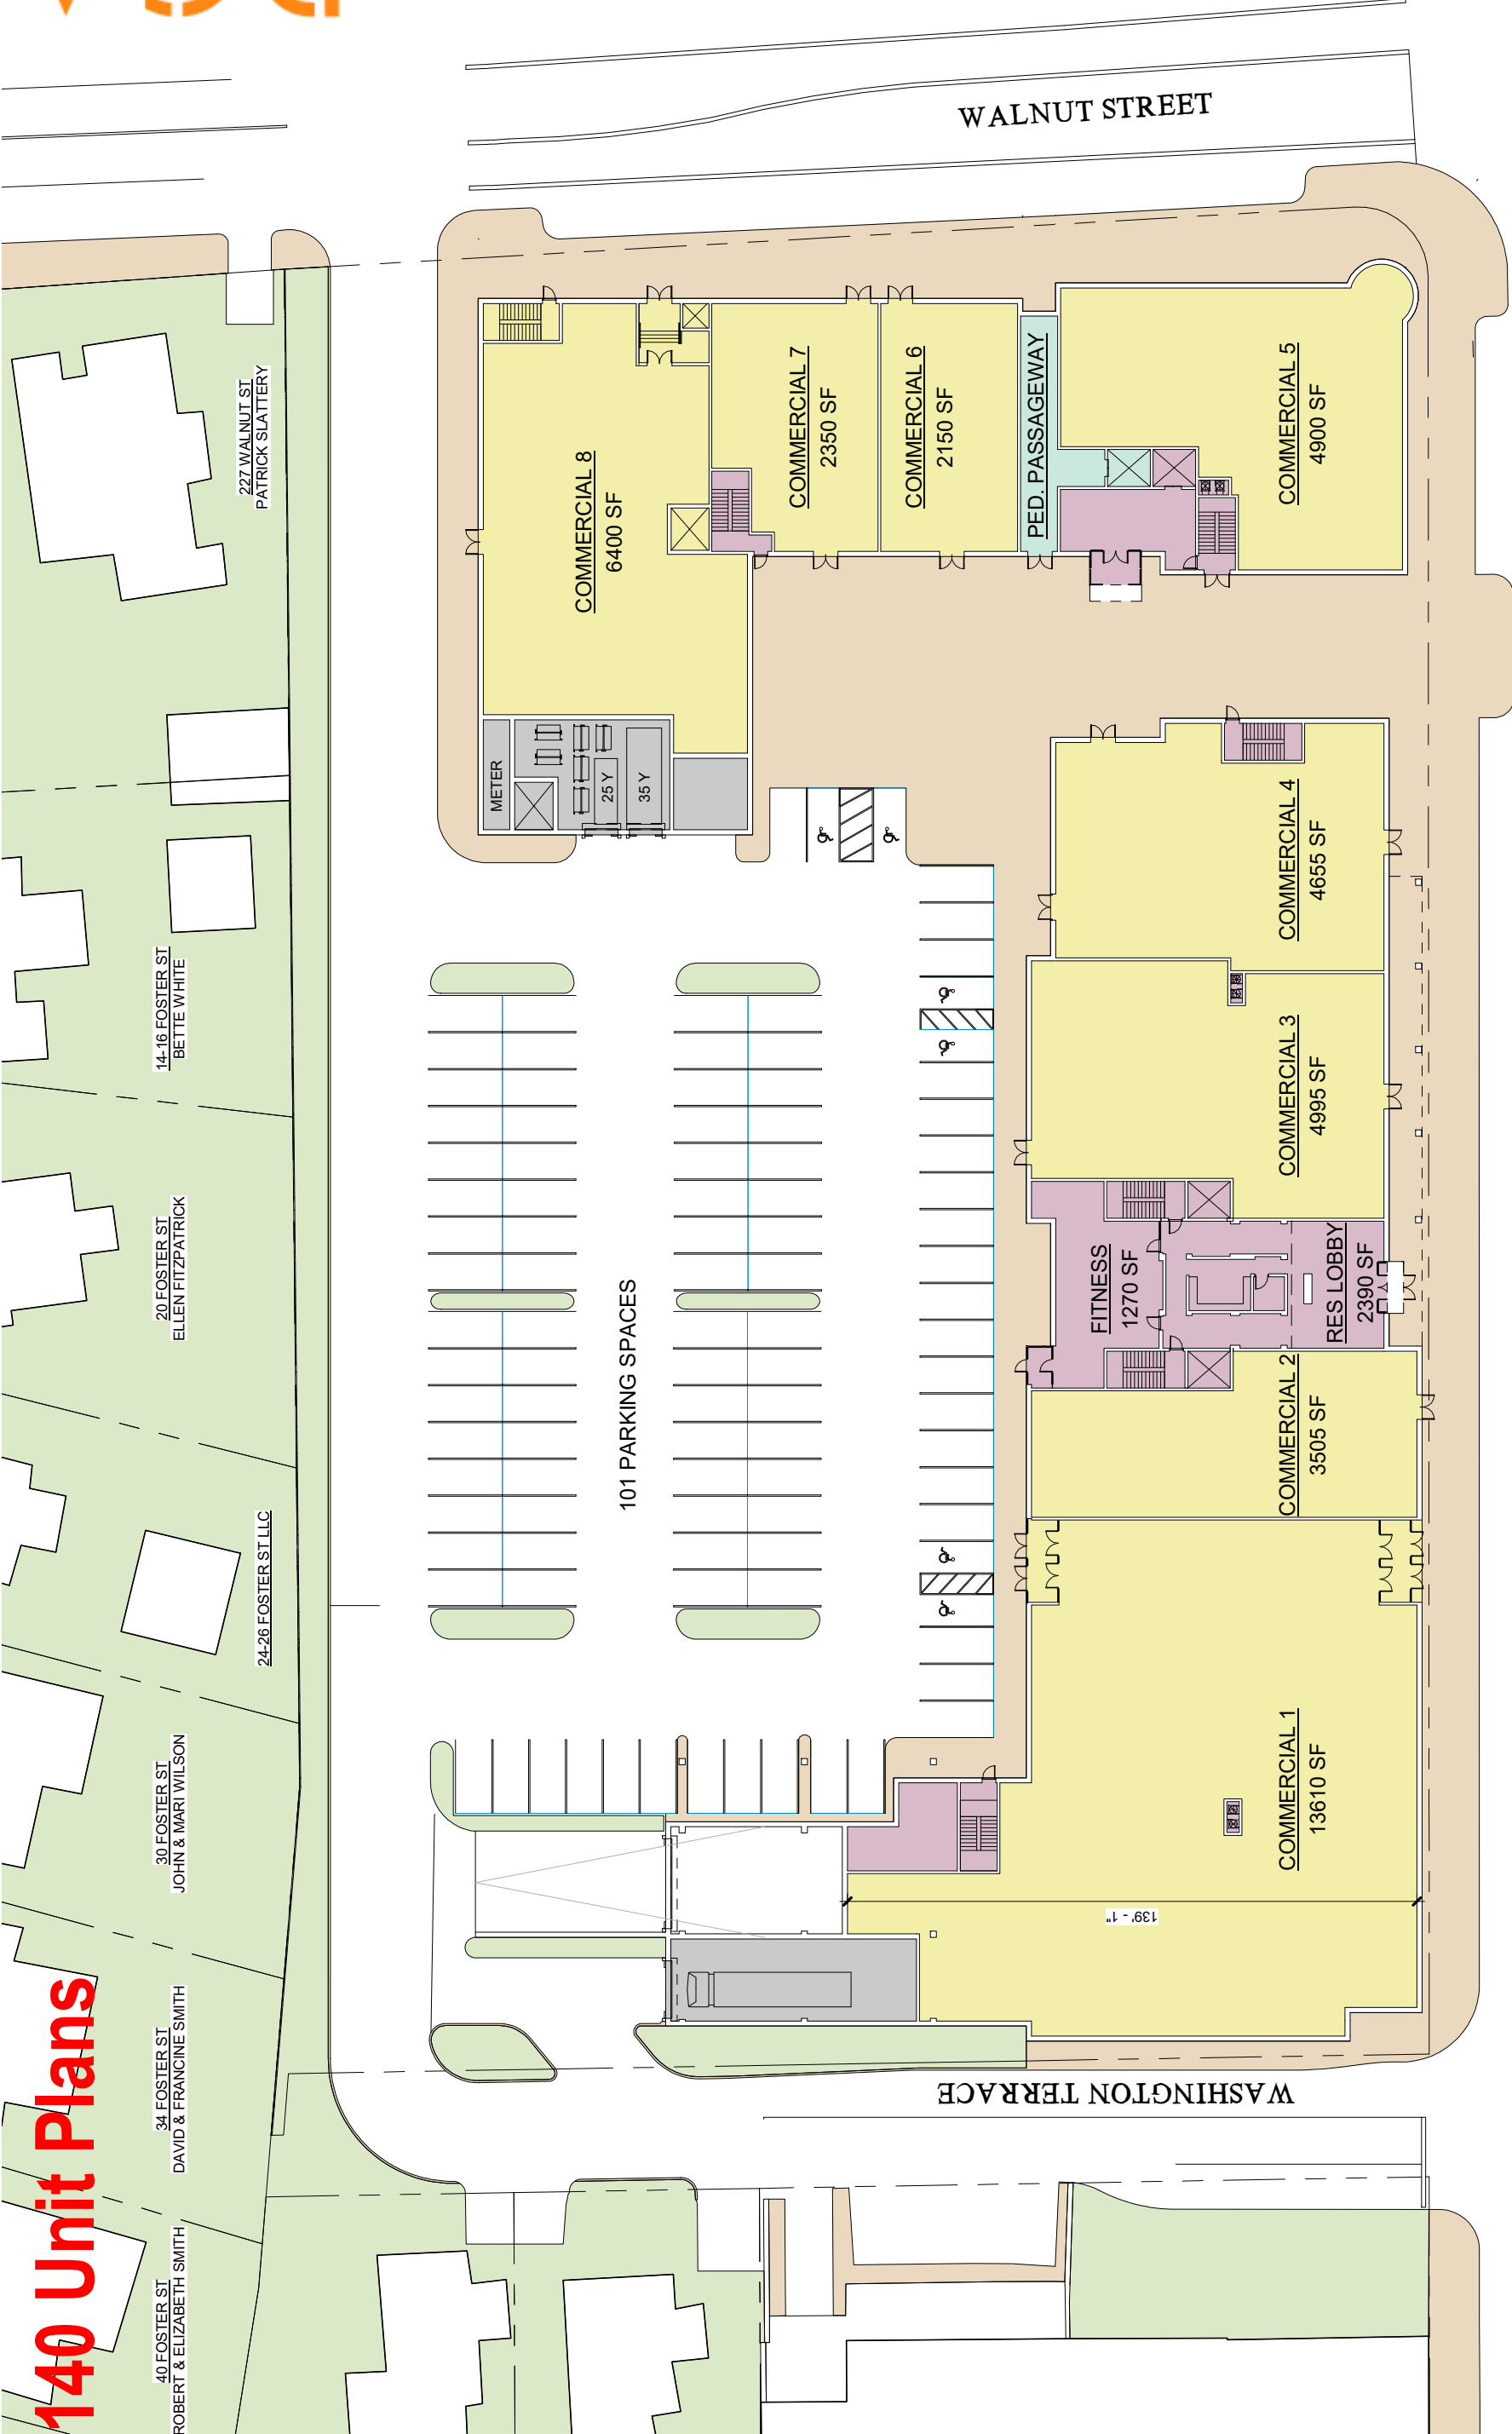 WALNUT STREET
227 WALNUT ST
PATRICK SLATTERY
COMMERCIAL 8
6400 SF
COMMERCIAL 7
2350 SF
COMMERCIAL 6
2150 SF
PED. PASSAGEWAY
COMMERCIAL 5
4900 SF
METER
25 Y
35 Y
COMMERCIAL 4
4655 SF
14-16 FOSTER ST
BETTE WHITE
COMMERCIAL 3
4995 SF
20 FOSTER ST
ELLEN FITZPATRICK
101 PARKING SPACES
FITNESS
1270 SF
RES LOBBY
2390 SF
COMMERCIAL 2
3505 SF
24-26 FOSTER ST LLC
30 FOSTER ST
JOHN & MARI WILSON
COMMERCIAL 1
13610 SF
139' - 1"
34 FOSTER ST
DAVID & FRANCINE SMITH
WASHINGTON TERRACE
140 Unit Plans
40 FOSTER ST
ROBERT & ELIZABETH SMITH